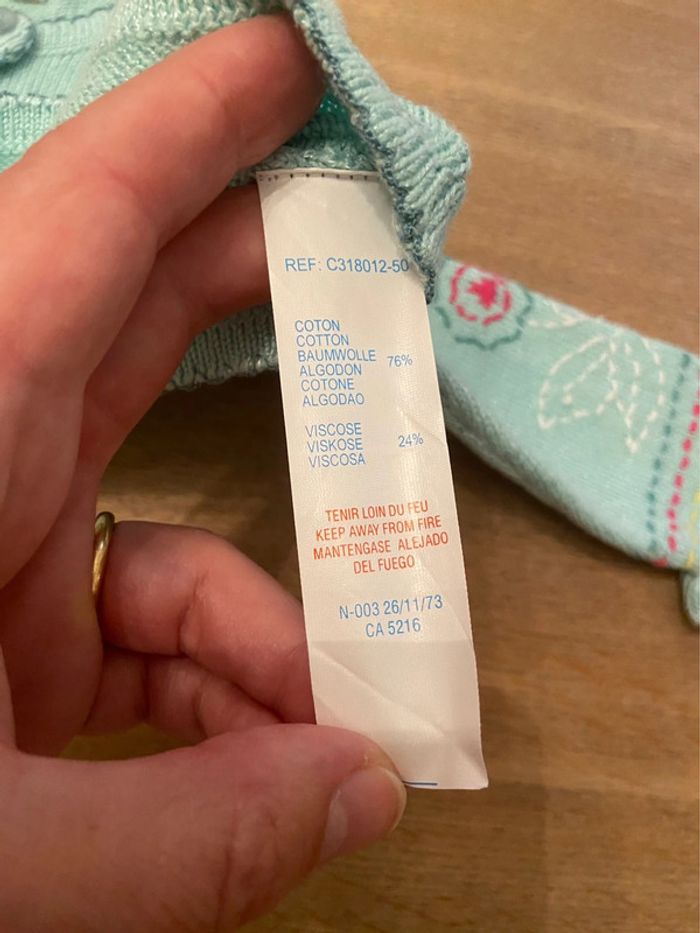 REF: C318012-50
COTON
COTTON
BAUMWOLLE 76%
ALGODON
COTONE
ALGODAO
VISCOSE
VISKOSE 24%
VISCOSA
TENIR LOIN DU FEU
KEEP AWAY FROM FIRE
MANTENGASE ALEJADO
DEL FUEGO
N-003 26/11/73
CA 5216